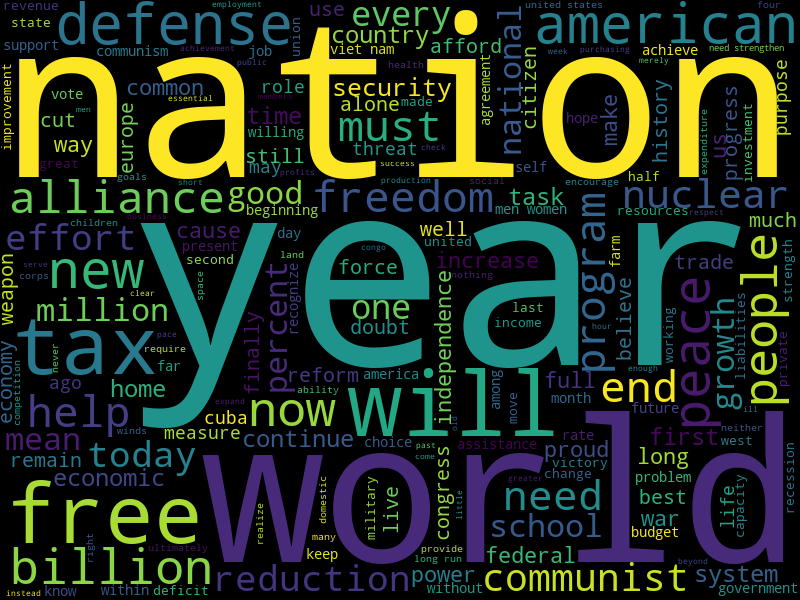 revenue
employment
united states
four
defense
every
american
state
use
country
support
communism
job
union
viet nam
afford
national
achieve
need strengthen
nation
achievement
public
health
week
purchasing
merely
improvement
vote
men
essential
common
role
security
alone
made
members
agreement
citizen
history
make
hope
us
progress
expenditure
investment
purpose
cut
way
europe
time
willing
must
threat
check
great
still
success
self
half
goals
short
may
profits
production
social
encourage
alliance
good
freedom
task
nuclear
beginning
men women
resources
respect
much
children
business
cause
year
well
effort
present
day
united
program
people
serve
corps
second
congo
land
force
increase
trade
strength
weapon
new
clear
space
recognize
nothing
farm
believe
peace
million
one
last
independence
growth
liabilities
private
tax
pace
doubt
income
hour
working
economy
competition
never
require
finally
percent
reform
america
among
enough
far
ago
home
ability
move
full
end
month
future
ill
help
expand
cuba
now
will
old
winds
neither
mean
measure
continue
choice
past
come
assistance
rate
first
west
remain
today
world
proud
long
victory
change
problem
recession
economic
congress
free
realize
domestic
many
military
live
little
greater
need
best
life
capacity
school
war
budget
right
ultimately
keep
provide
long run
federal
beyond
billion
reduction
power
communist
system
instead
know
within
deficit
without
government